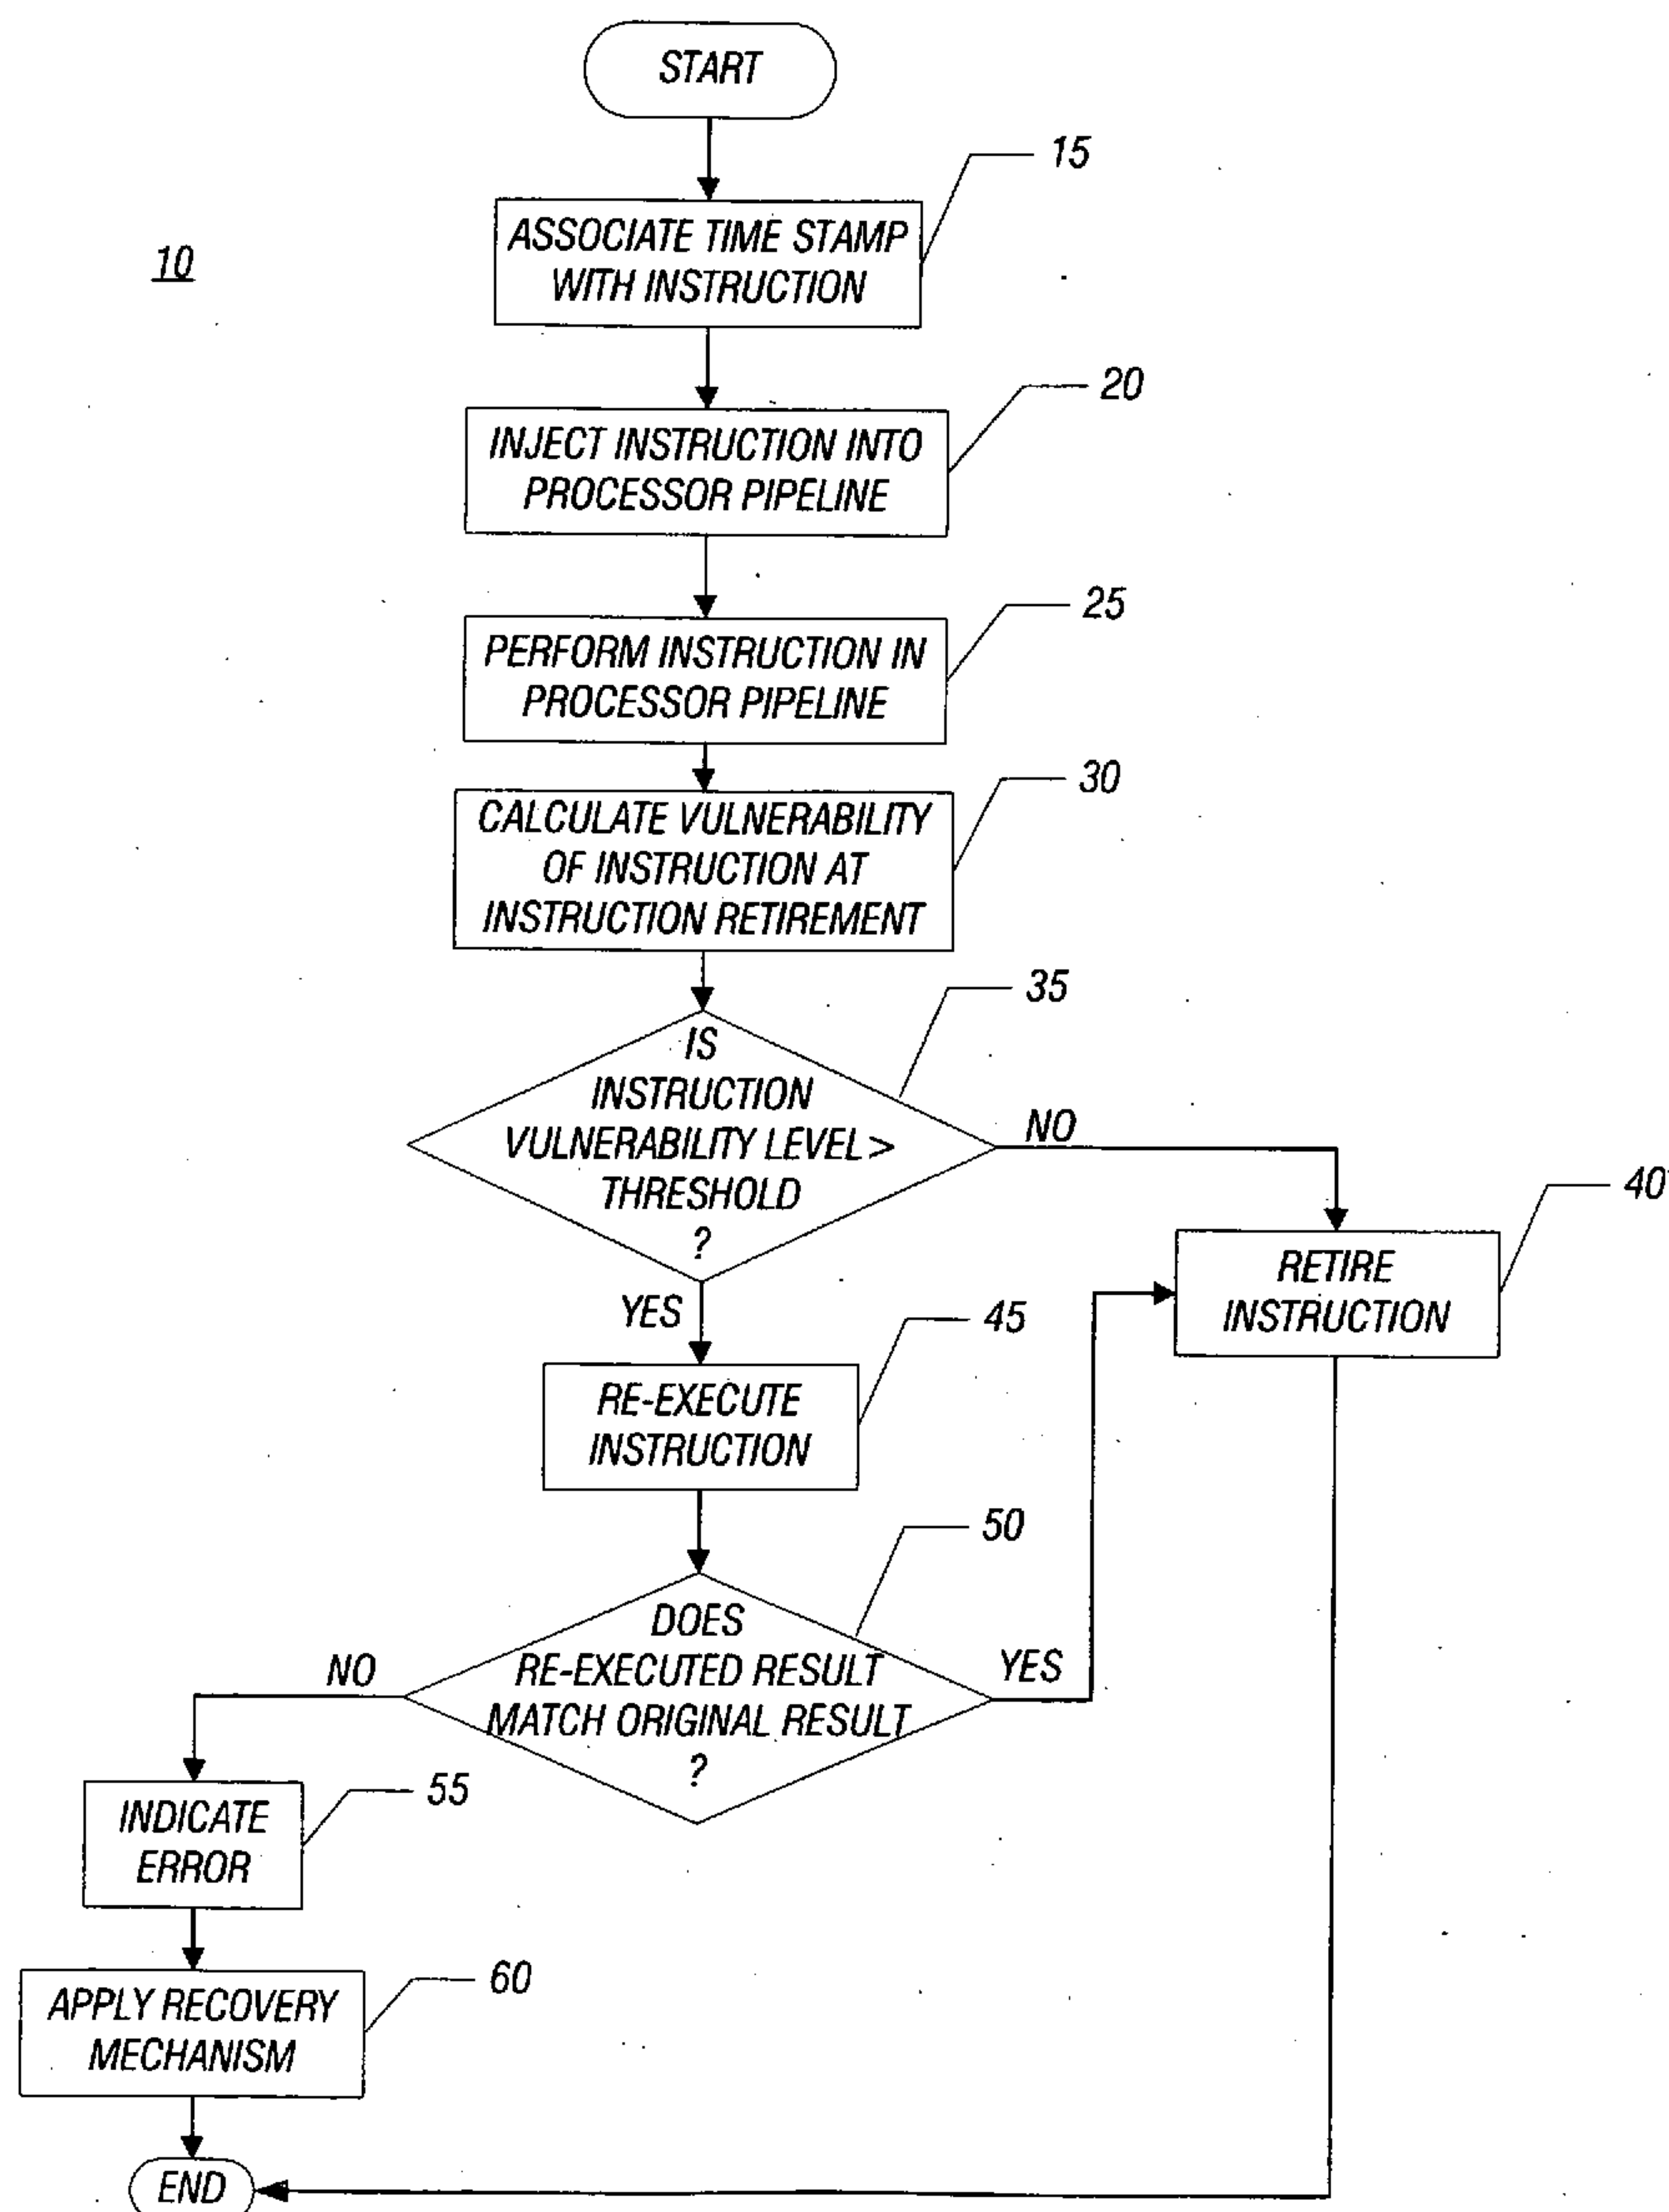 START
15
ASSOCIATE TIME STAMP
WITH INSTRUCTION
10
20
INJECT INSTRUCTION INTO
PROCESSOR PIPELINE
25
PERFORM INSTRUCTION IN
PROCESSOR PIPELINE
30
CALCULATE VULNERABILITY
OF INSTRUCTION AT
INSTRUCTION RETIREMENT
35
IS
INSTRUCTION
VULNERABILITY LEVEL >
THRESHOLD
?
NO
40
RETIRE
INSTRUCTION
YES
45
RE-EXECUTE
INSTRUCTION
50
DOES
RE-EXECUTED RESULT
MATCH ORIGINAL RESULT
?
YES
NO
55
INDICATE
ERROR
60
APPLY RECOVERY
MECHANISM
END